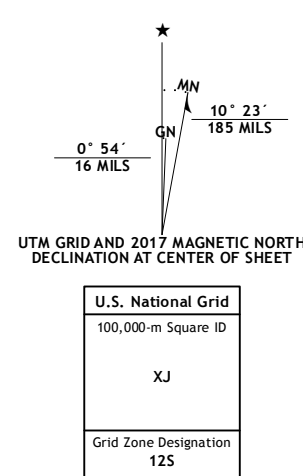 ★
MN
GN
10° 23´
185 MILS
0° 54´
16 MILS
UTM GRID AND 2017 MAGNETIC NORTH
DECLINATION AT CENTER OF SHEET
U.S. National Grid
100,000-m Square ID
XJ
Grid Zone Designation
12S